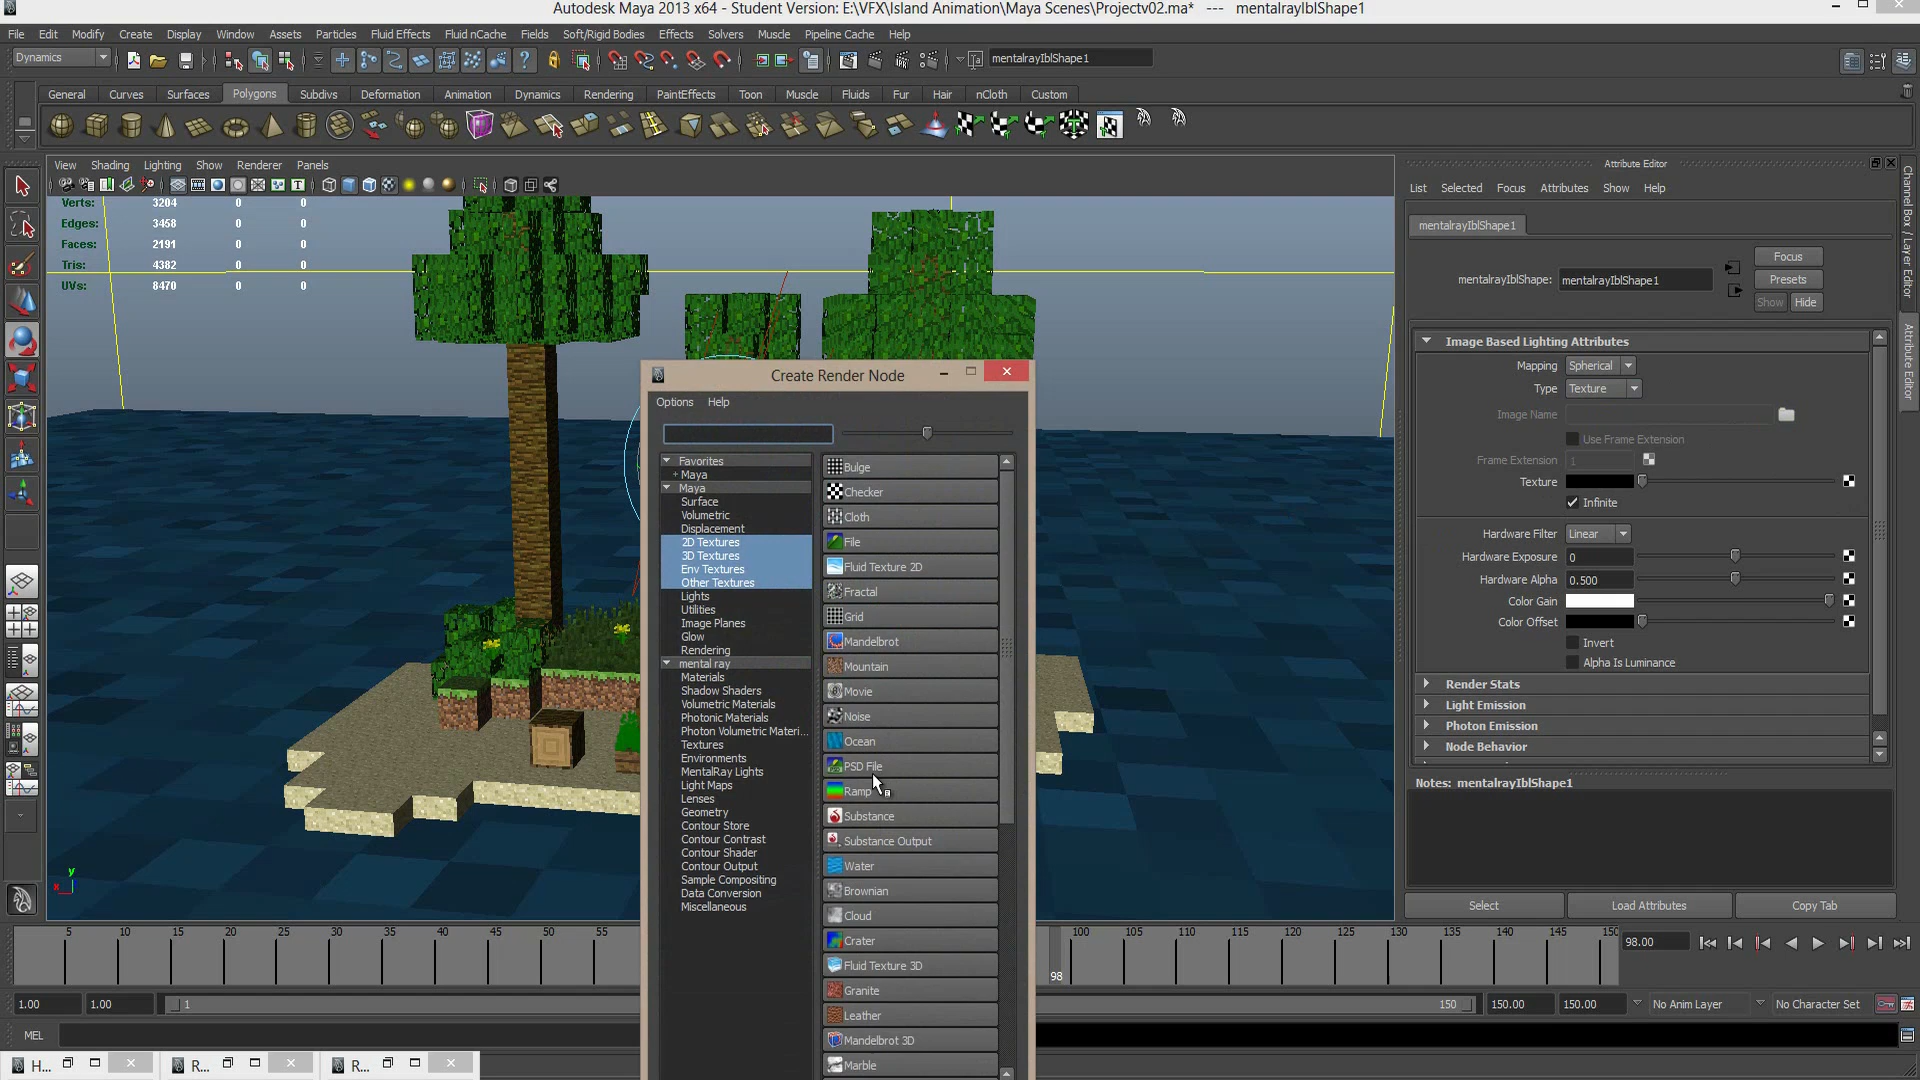 Autodesk Maya 2013 x64 - Student Version: E:\VFX\Island Animation\Maya Scenes\Projectv02.ma* --- mentalrayIblShape1
File Edit Modify Create Display Window Assets Particles Fluid Effects Fluid nCache Fields Soft/Rigid Bodies Effects Solvers Muscle Pipeline Cache Help
Dynamics mentalrayIblShape1
General Curves Surfaces Polygons Subdivs Deformation Animation Dynamics Rendering PaintEffects Toon Muscle Fluids Fur Hair nCloth Custom
View Shading Lighting Show Renderer Panels
Verts: 3204 0 0
Edges: 3458 0 0
Faces: 2191 0 0
Tris: 4382 0 0
UVs: 8470 0 0
y
x
Create Render Node
Options Help
Favorites
+ Maya
Maya
Surface
Volumetric
Displacement
2D Textures
3D Textures
Env Textures
Other Textures
Lights
Utilities
Image Planes
Glow
Rendering
mental ray
Materials
Shadow Shaders
Volumetric Materials
Photonic Materials
Photon Volumetric Materi...
Textures
Environments
MentalRay Lights
Light Maps
Lenses
Geometry
Contour Store
Contour Contrast
Contour Shader
Contour Output
Sample Compositing
Data Conversion
Miscellaneous
Bulge
Checker
Cloth
File
Fluid Texture 2D
Fractal
Grid
Mandelbrot
Mountain
Movie
Noise
Ocean
PSD File
Ramp
Substance
Substance Output
Water
Brownian
Cloud
Crater
Fluid Texture 3D
Granite
Leather
Mandelbrot 3D
Marble
Attribute Editor
List Selected Focus Attributes Show Help
mentalrayIblShape1
mentalrayIblShape: mentalrayIblShape1
Focus
Presets
Show Hide
Image Based Lighting Attributes
Mapping Spherical
Type Texture
Image Name
Use Frame Extension
Frame Extension 1
Texture
Infinite
Hardware Filter Linear
Hardware Exposure 0
Hardware Alpha 0.500
Color Gain
Color Offset
Invert
Alpha Is Luminance
Render Stats
Light Emission
Photon Emission
Node Behavior
Notes: mentalrayIblShape1
Select Load Attributes Copy Tab
Channel Box / Layer Editor
Attribute Editor
5 10 15 20 25 30 35 40 45 50 55 98 100 105 110 115 120 125 130 135 140 145 150 98.00
1.00 1.00 1 150 150.00 150.00 No Anim Layer No Character Set
MEL
H... R... R...